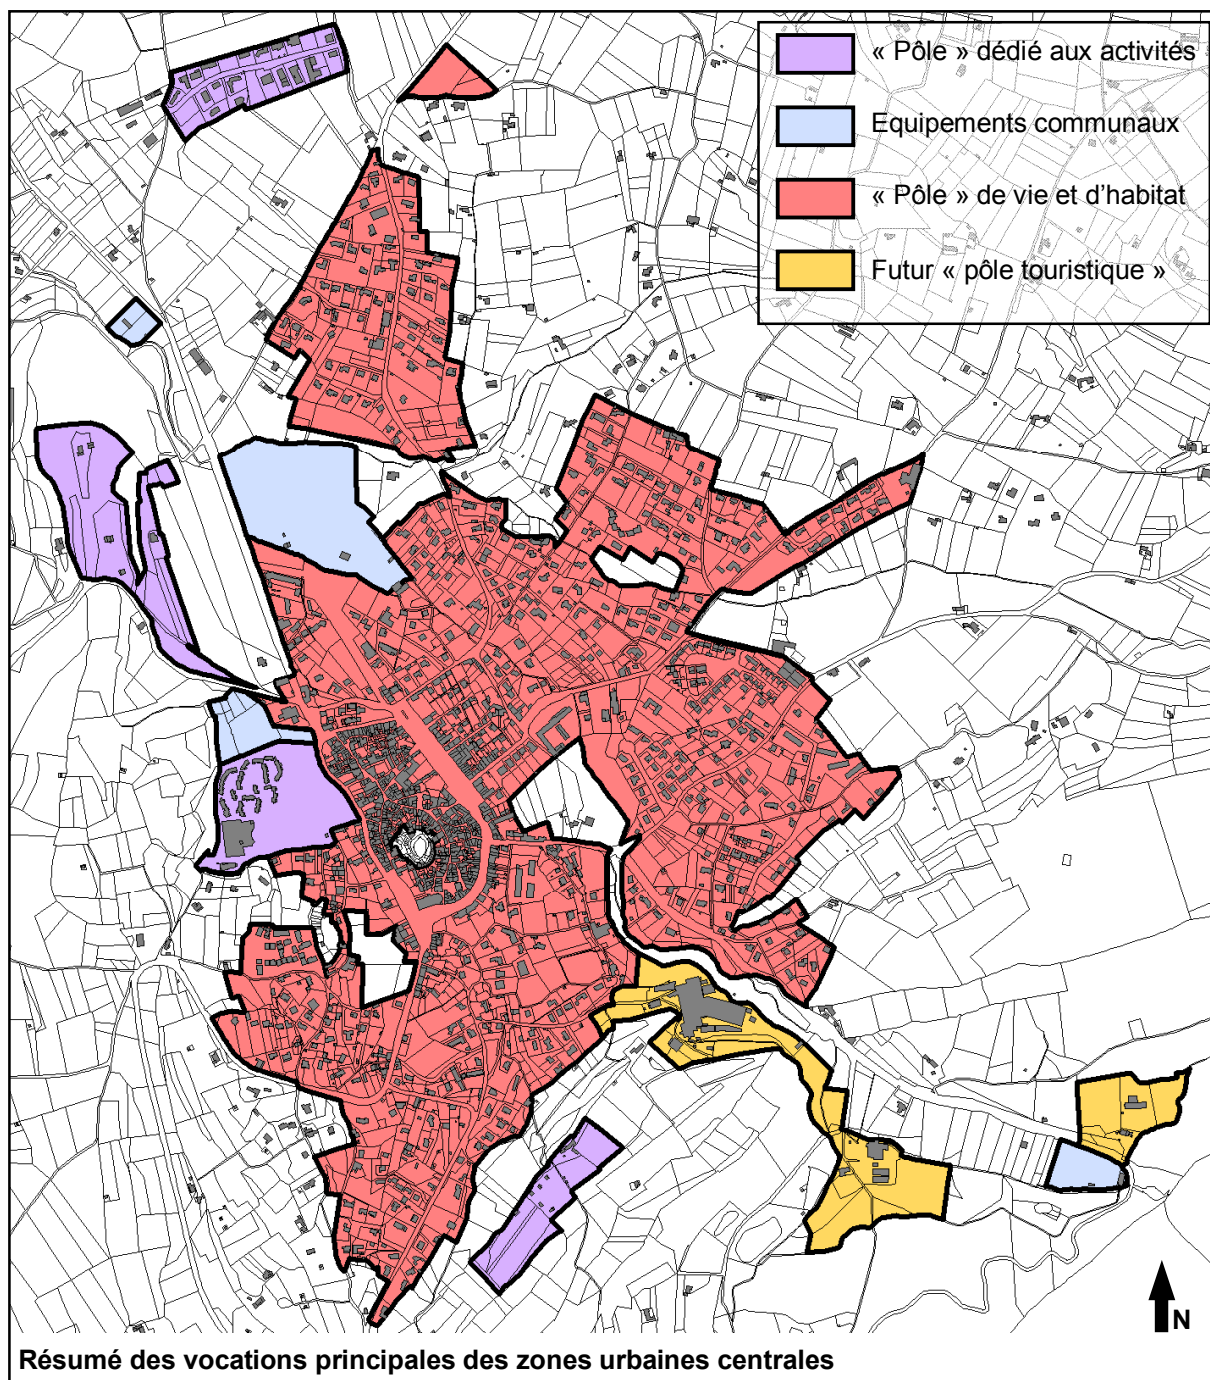 « Pôle » dédié aux activités
Equipements communaux
« Pôle » de vie et d’habitat
Futur « pôle touristique »
N
Résumé des vocations principales des zones urbaines centrales